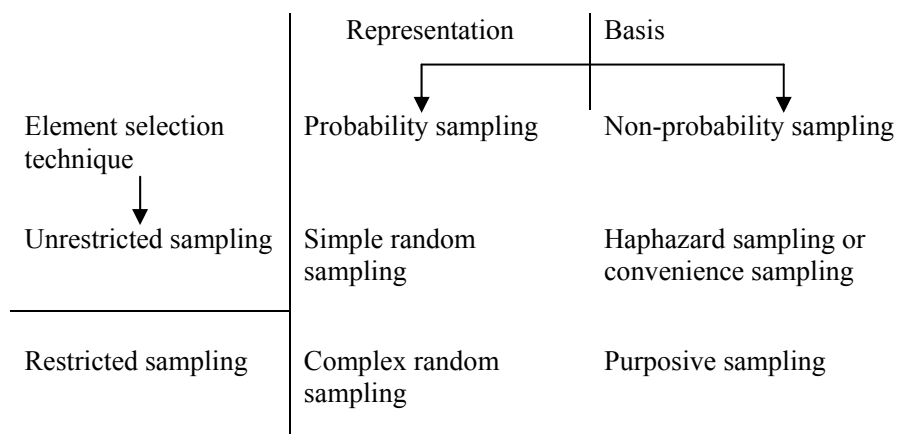 Representation Basis
Element selection Probability sampling Non-probability sampling
technique
Unrestricted sampling Simple random Haphazard sampling or
sampling convenience sampling
Restricted sampling Complex random Purposive sampling
sampling